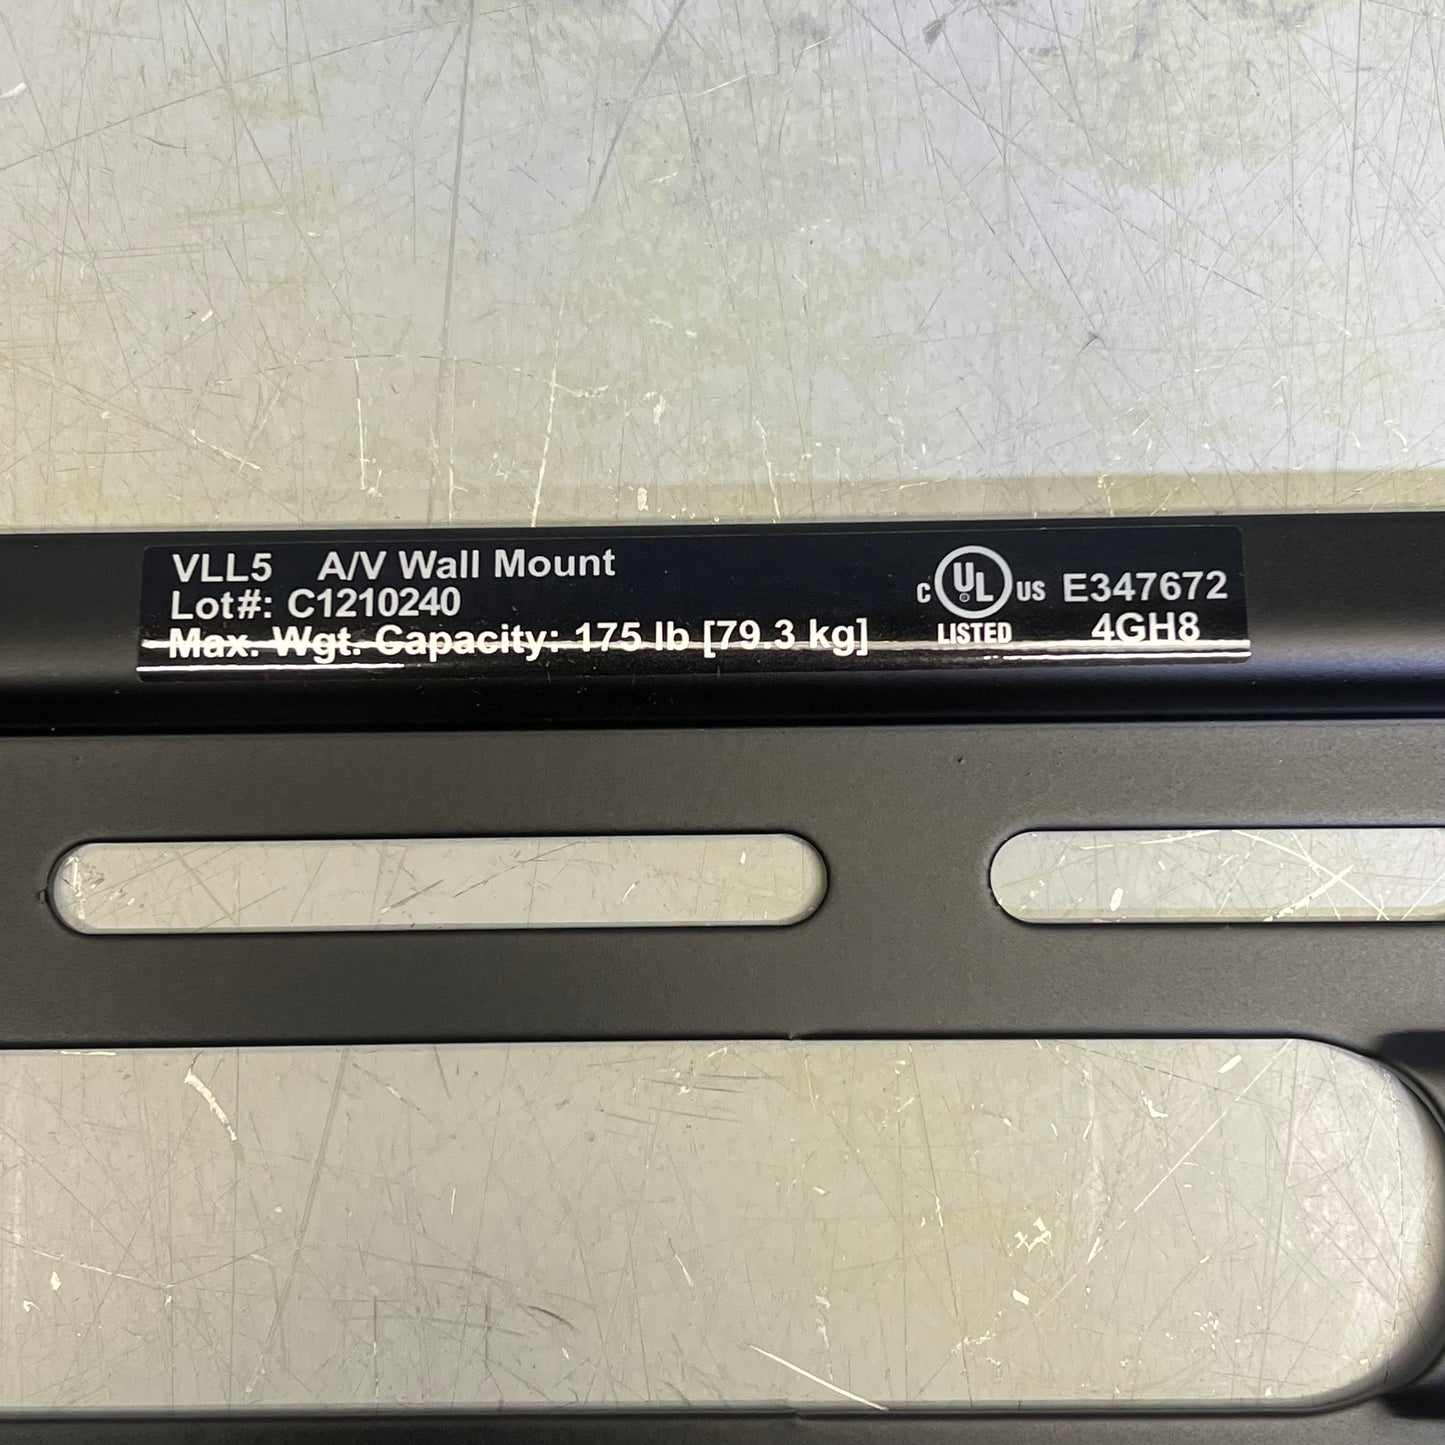 VLL5 A/V Wall Mount
Lot#: C1210240
Max. Wgt. Capacity: 175 lb [79.3 kg]
C UL US E347672
LISTED 4GH8